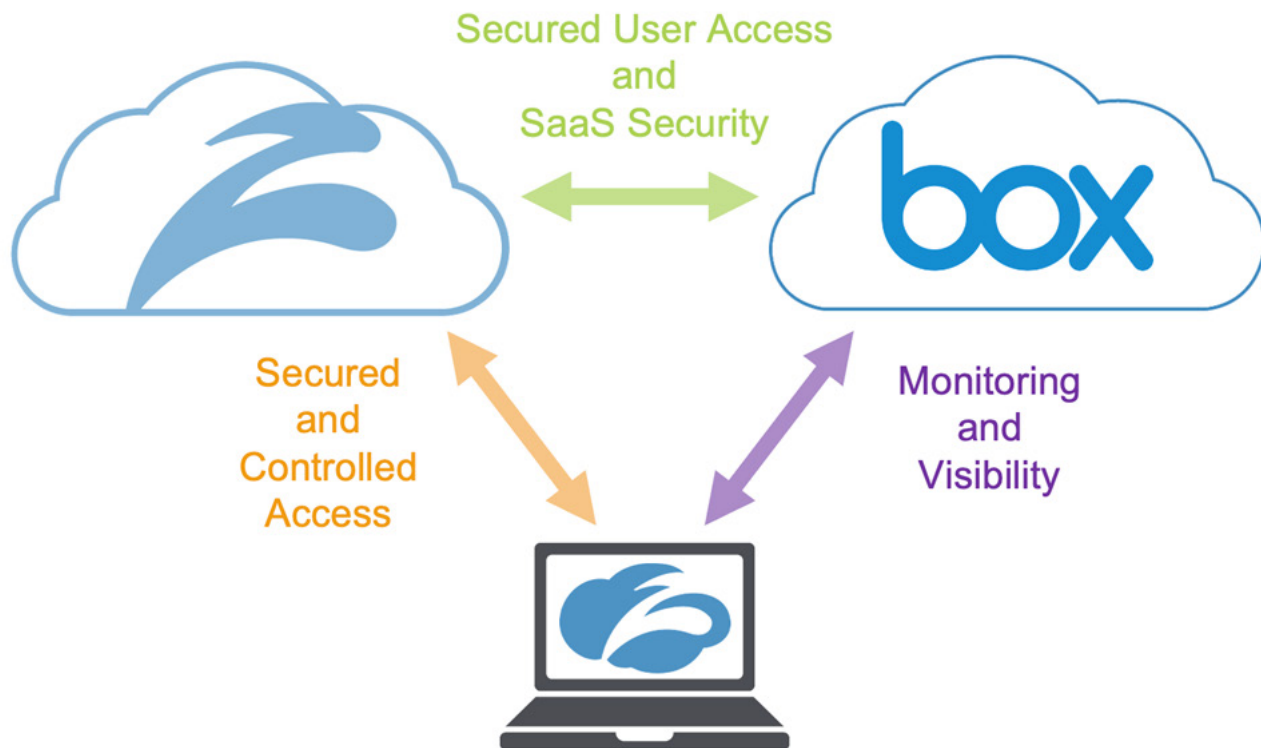 Secured User Access
and
SaaS Security
box
Secured
and
Controlled
Access
Monitoring
and
Visibility